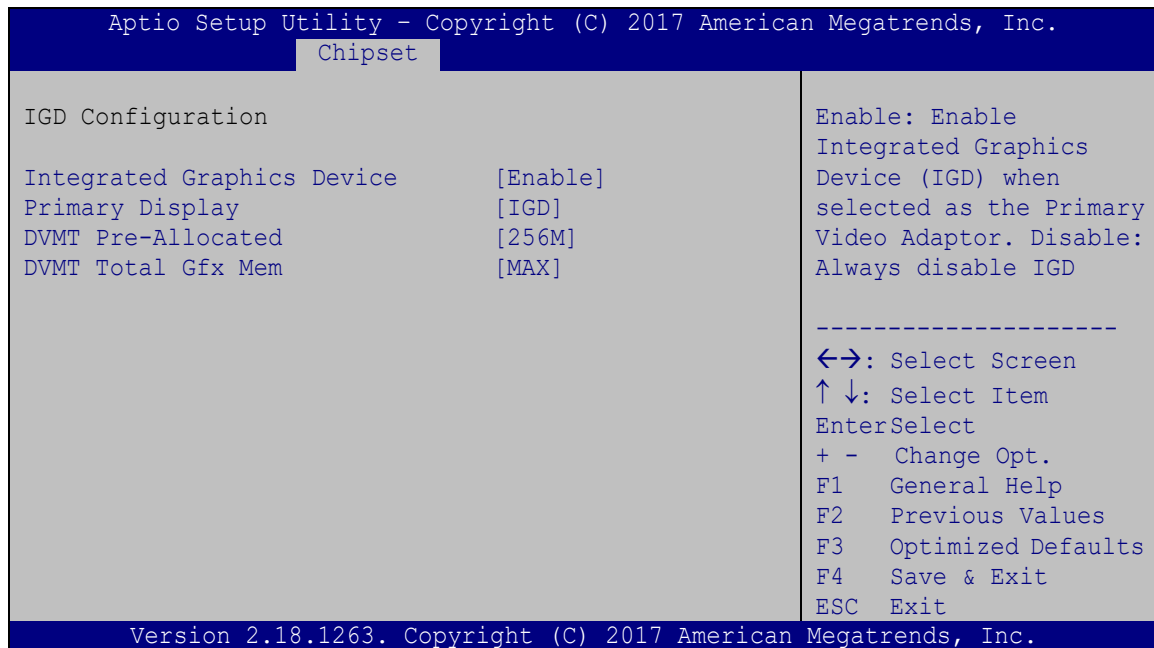 Aptio Setup Utility – Copyright (C) 2017 American Megatrends, Inc.
Chipset
IGD Configuration
Integrated Graphics Device [Enable]
Primary Display [IGD]
DVMT Pre-Allocated [256M]
DVMT Total Gfx Mem [MAX]
Enable: Enable
Integrated Graphics
Device (IGD) when
selected as the Primary
Video Adaptor. Disable:
Always disable IGD
---------------------
←→: Select Screen
↑ ↓: Select Item
EnterSelect
+ - Change Opt.
F1 General Help
F2 Previous Values
F3 Optimized Defaults
F4 Save & Exit
ESC Exit
Version 2.18.1263. Copyright (C) 2017 American Megatrends, Inc.